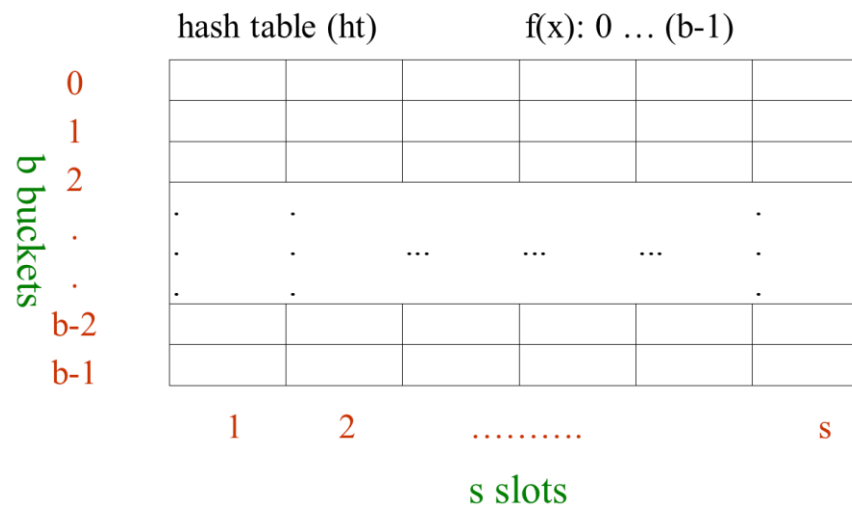 hash table (ht) f(x): 0 … (b-1)
0
1
2
.
.
b-2
b-1
b buckets
. . .
. . … … … .
. . .
1 2 ………. s
s slots